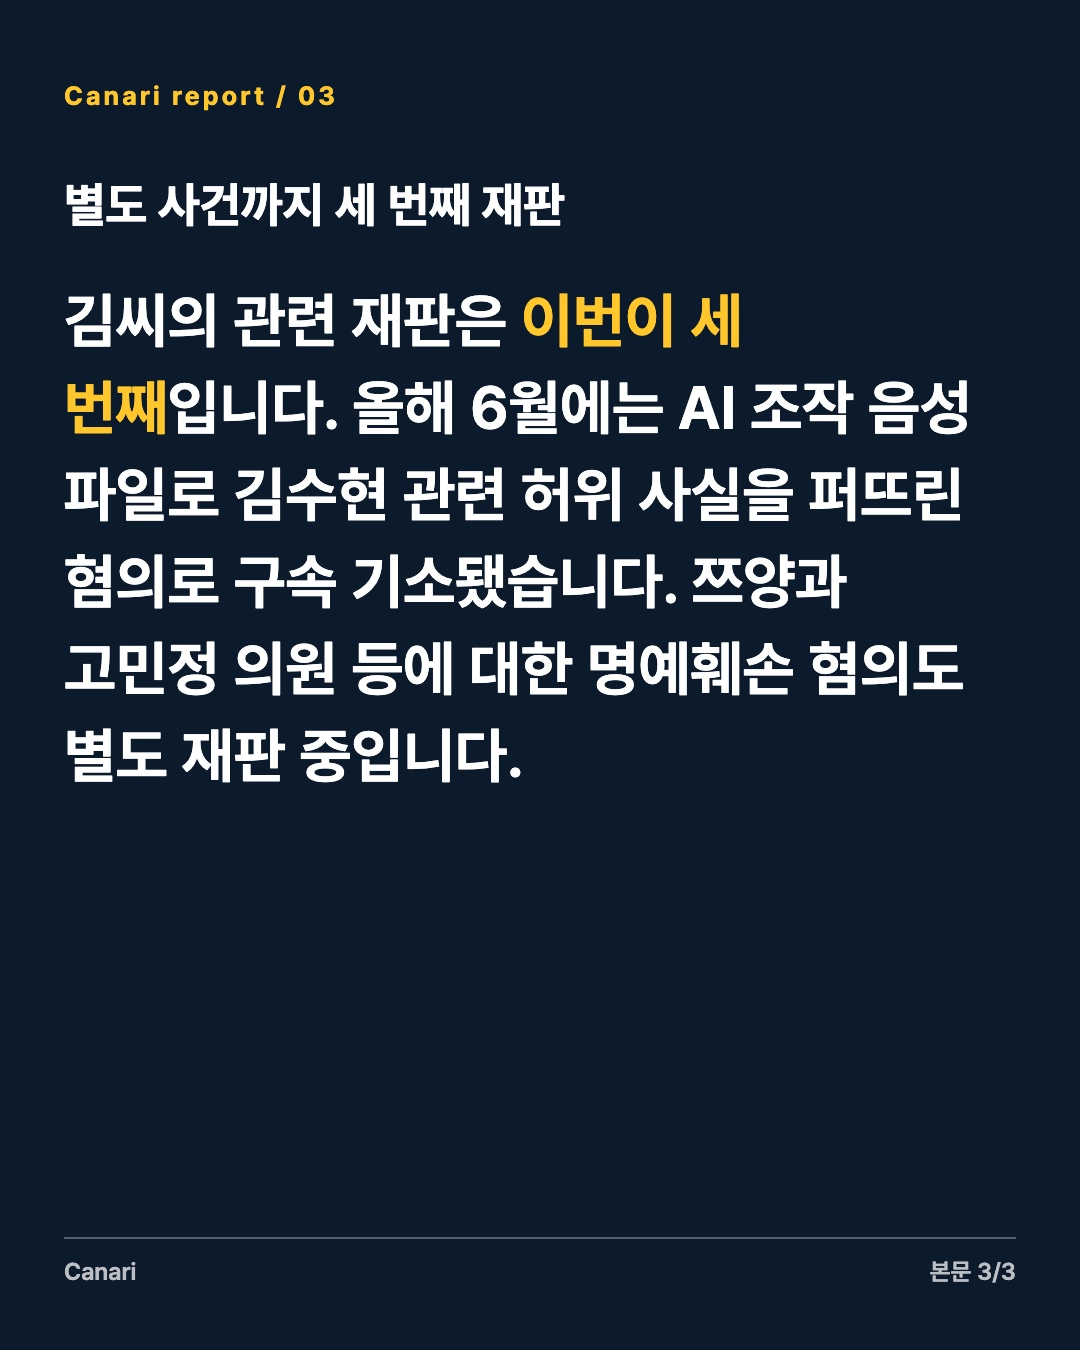 Canari report / 03
별도 사건까지 세 번째 재판
김씨의 관련 재판은 이번이 세
번째입니다. 올해 6월에는 AI 조작 음성
파일로 김수현 관련 허위 사실을 퍼뜨린
혐의로 구속 기소됐습니다. 쯔양과
고민정 의원 등에 대한 명예훼손 혐의도
별도 재판 중입니다.
Canari
본문 3/3